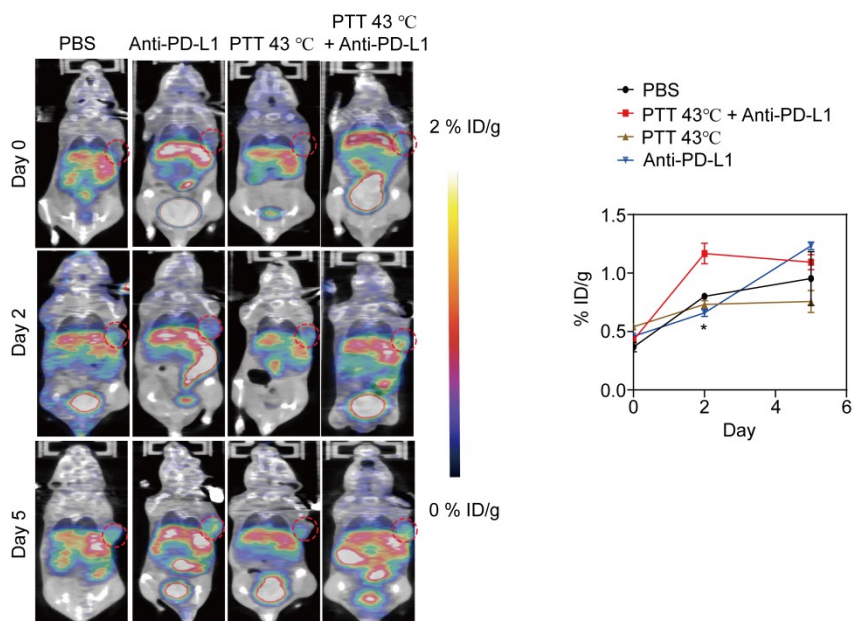 PBS
Anti-PD-L1
PTT 43 ℃
PTT 43 ℃
+ Anti-PD-L1
Day 0
Day 2
Day 5
2 % ID/g
0 % ID/g
PBS
PTT 43℃ + Anti-PD-L1
PTT 43℃
Anti-PD-L1
% ID/g
1.5
1.0
0.5
0.0
*
0
2
4
6
Day